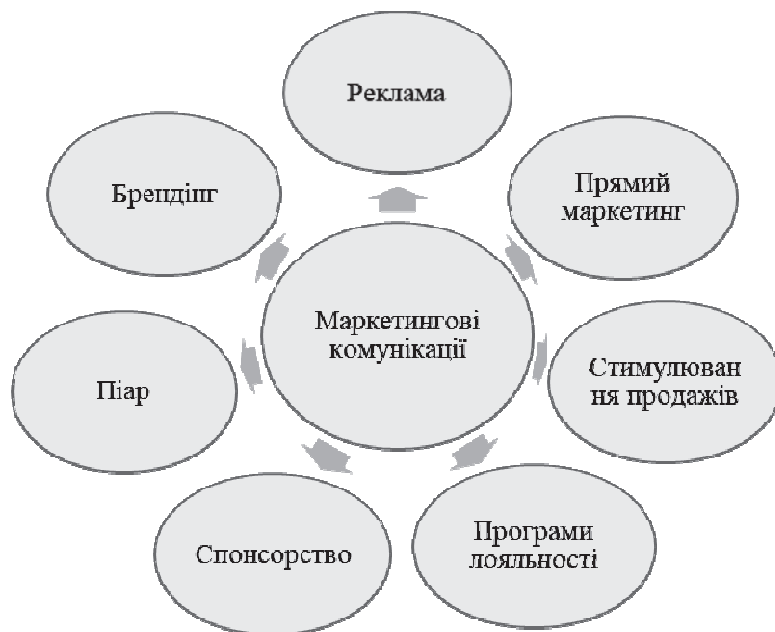 Реклама
Прямий
маркетинг
Стимулюван
ня продажів
Програми
лояльності
Спонсорство
Піар
Брендінг
Маркетингові
комунікації